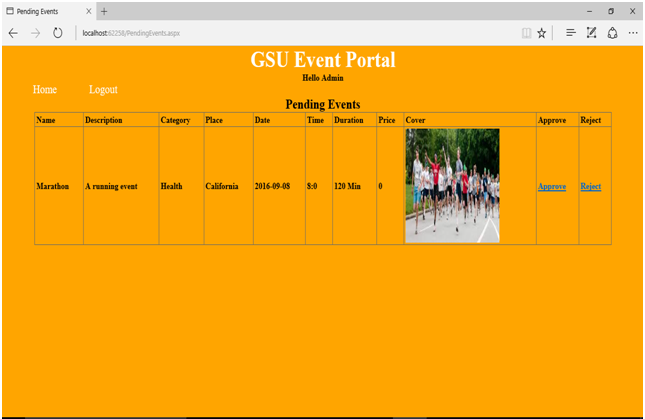 Pending Events
localhost:62258/PendingEvents.aspx
GSU Event Portal
Hello Admin
Home Logout
Pending Events
Name Description Category Place Date Time Duration Price Cover Approve Reject
Marathon A running event Health California 2016-09-08 8:0 120 Min 0 Approve Reject